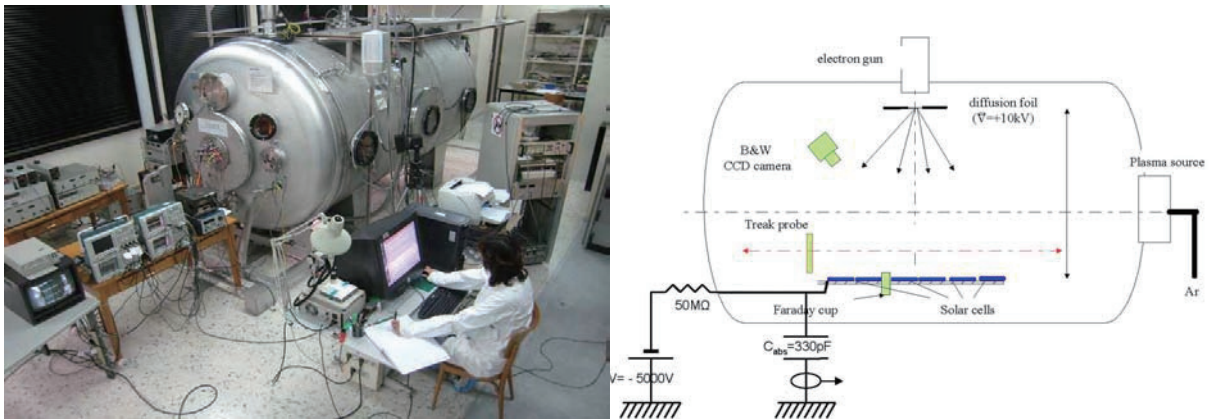 electron gun
diffusion foil
(V̄=+10kV)
B&W
CCD camera
Plasma source
Treak probe
50MΩ
Faraday cup
Solar cells
Ar
Cabs=330pF
V= - 5000V